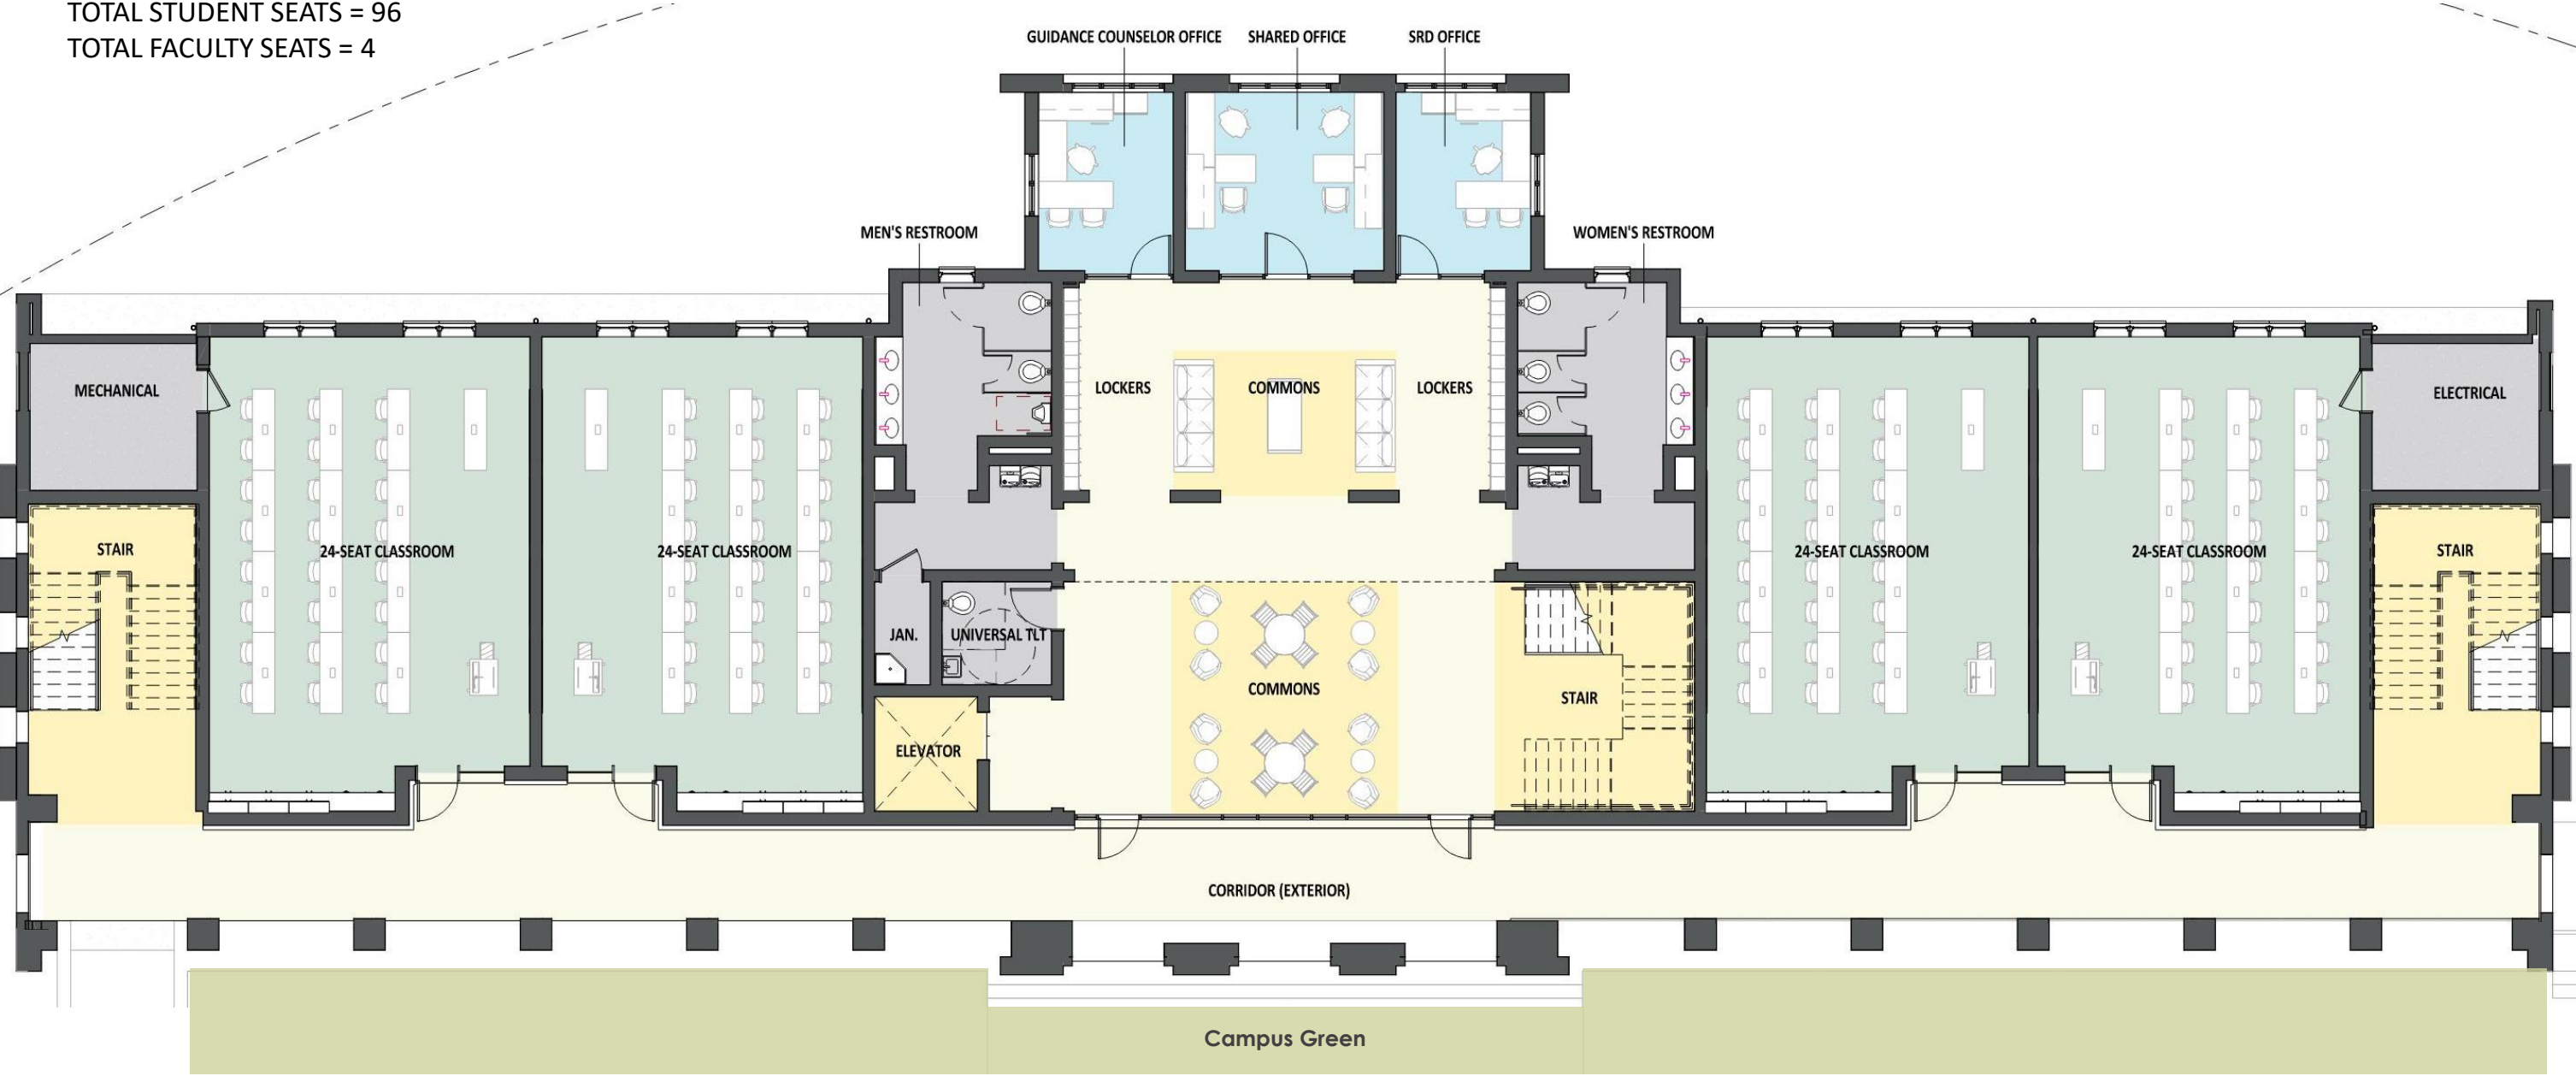 TOTAL STUDENT SEATS = 96
TOTAL FACULTY SEATS = 4
GUIDANCE COUNSELOR OFFICE
SHARED OFFICE
SRD OFFICE
MEN'S RESTROOM
WOMEN'S RESTROOM
MECHANICAL
LOCKERS
COMMONS
LOCKERS
ELECTRICAL
STAIR
24-SEAT CLASSROOM
24-SEAT CLASSROOM
24-SEAT CLASSROOM
24-SEAT CLASSROOM
STAIR
JAN.
UNIVERSAL TLT
COMMONS
STAIR
ELEVATOR
CORRIDOR (EXTERIOR)
Campus Green